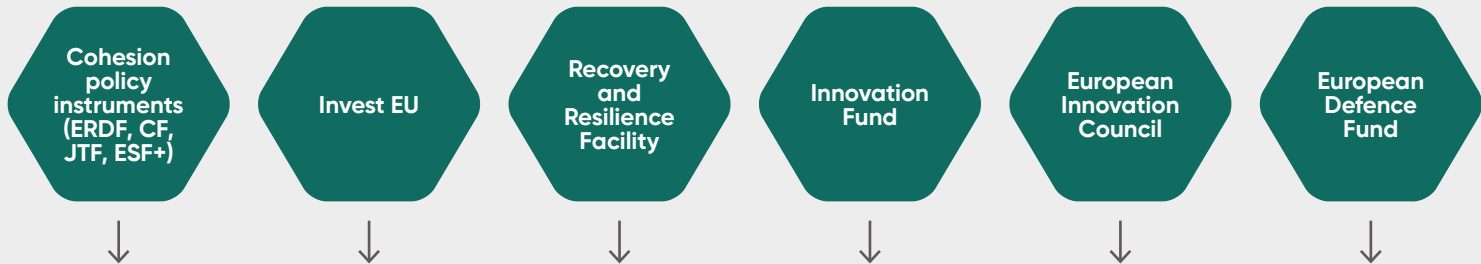 Cohesion
policy
instruments
(ERDF, CF,
JTF, ESF+)
Invest EU
Recovery
and
Resilience
Facility
Innovation
Fund
European
Innovation
Council
European
Defence
Fund